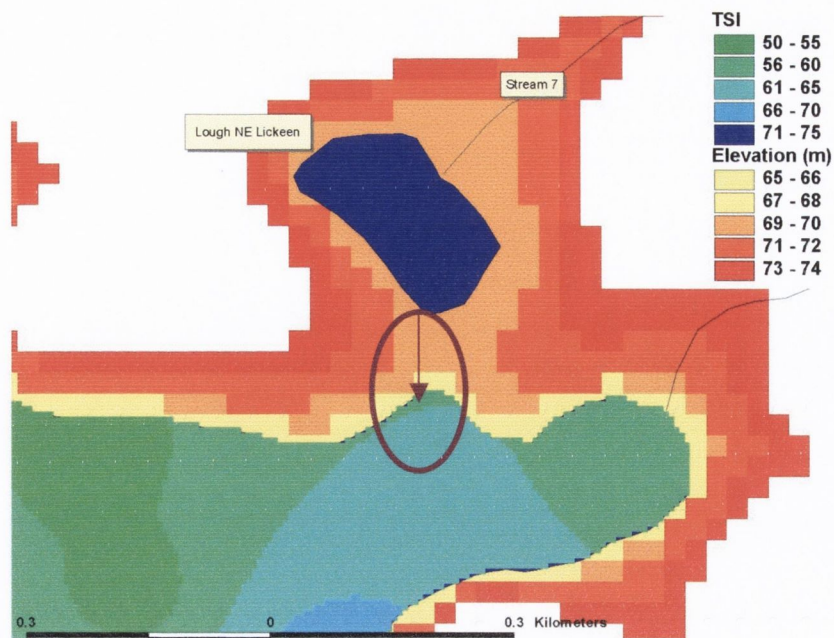 TSI
50 - 55
56 - 60
61 - 65
66 - 70
71 - 75
Elevation (m)
65 - 66
67 - 68
69 - 70
71 - 72
73 - 74
Stream 7
Lough NE Lickeen
0.3 0 0.3 Kilometers